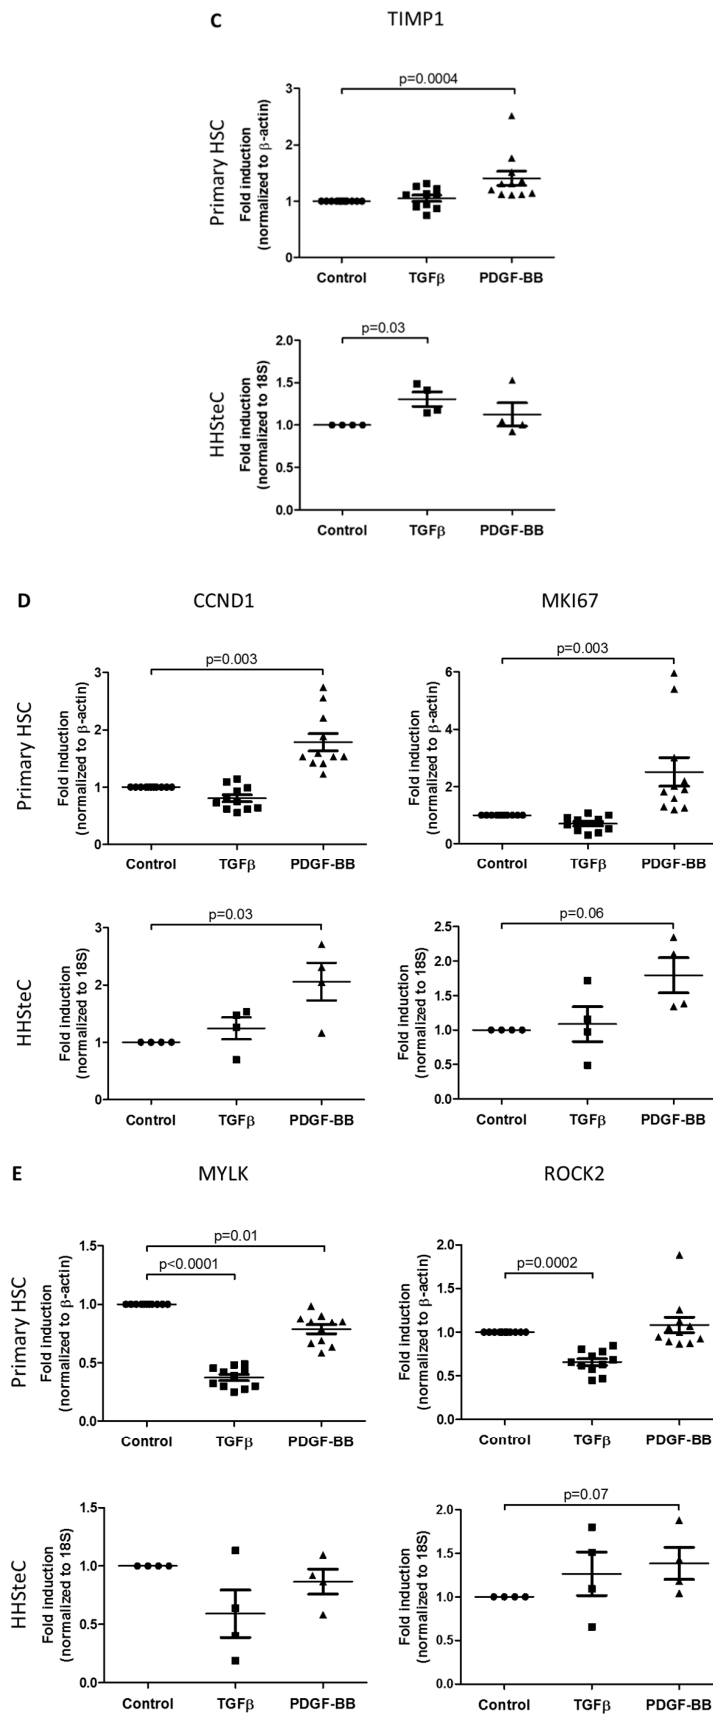 C
TIMP1
Primary HSC
Fold induction
(normalized to β-actin)
p=0.0004
3
2
1
0
Control TGFβ PDGF-BB
HHSteC
Fold induction
(normalized to 18S)
p=0.03
2.0
1.5
1.0
0.5
0.0
Control TGFβ PDGF-BB
D
CCND1
MKI67
Primary HSC
Fold induction
(normalized to β-actin)
p=0.003
3
2
1
0
Control TGFβ PDGF-BB
Fold induction
(normalized to β-actin)
p=0.003
6
4
2
0
Control TGFβ PDGF-BB
HHSteC
Fold induction
(normalized to 18S)
p=0.03
3
2
1
0
Control TGFβ PDGF-BB
Fold induction
(normalized to 18S)
p=0.06
2.5
2.0
1.5
1.0
0.5
0.0
Control TGFβ PDGF-BB
E
MYLK
ROCK2
Primary HSC
Fold induction
(normalized to β-actin)
p=0.01
p<0.0001
1.5
1.0
0.5
0.0
Control TGFβ PDGF-BB
Fold induction
(normalized to β-actin)
p=0.0002
2.0
1.5
1.0
0.5
0.0
Control TGFβ PDGF-BB
HHSteC
Fold induction
(normalized to 18S)
1.5
1.0
0.5
0.0
Control TGFβ PDGF-BB
Fold induction
(normalized to 18S)
p=0.07
2.0
1.5
1.0
0.5
0.0
Control TGFβ PDGF-BB